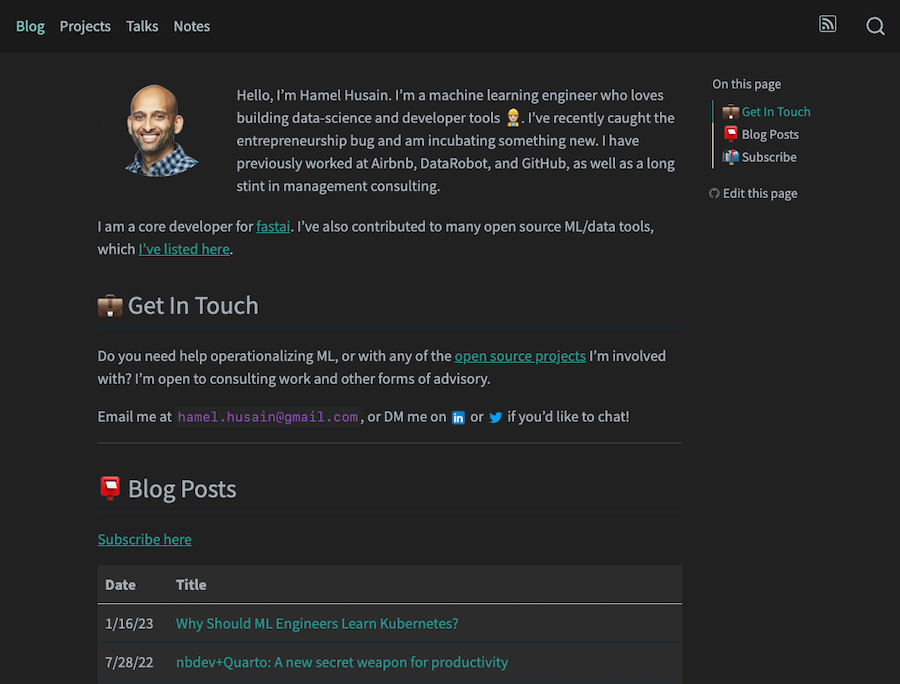 Blog Projects Talks Notes
Hello, I’m Hamel Husain. I’m a machine learning engineer who loves
building data-science and developer tools 👷. I’ve recently caught the
entrepreneurship bug and am incubating something new. I have
previously worked at Airbnb, DataRobot, and GitHub, as well as a long
stint in management consulting.
I am a core developer for fastai. I’ve also contributed to many open source ML/data tools,
which I’ve listed here.
💼 Get In Touch
Do you need help operationalizing ML, or with any of the open source projects I’m involved
with? I’m open to consulting work and other forms of advisory.
Email me at hamel.husain@gmail.com, or DM me on in or if you’d like to chat!
📮 Blog Posts
Subscribe here
Date Title
1/16/23 Why Should ML Engineers Learn Kubernetes?
7/28/22 nbdev+Quarto: A new secret weapon for productivity
On this page
💼 Get In Touch
📮 Blog Posts
📬 Subscribe
Edit this page